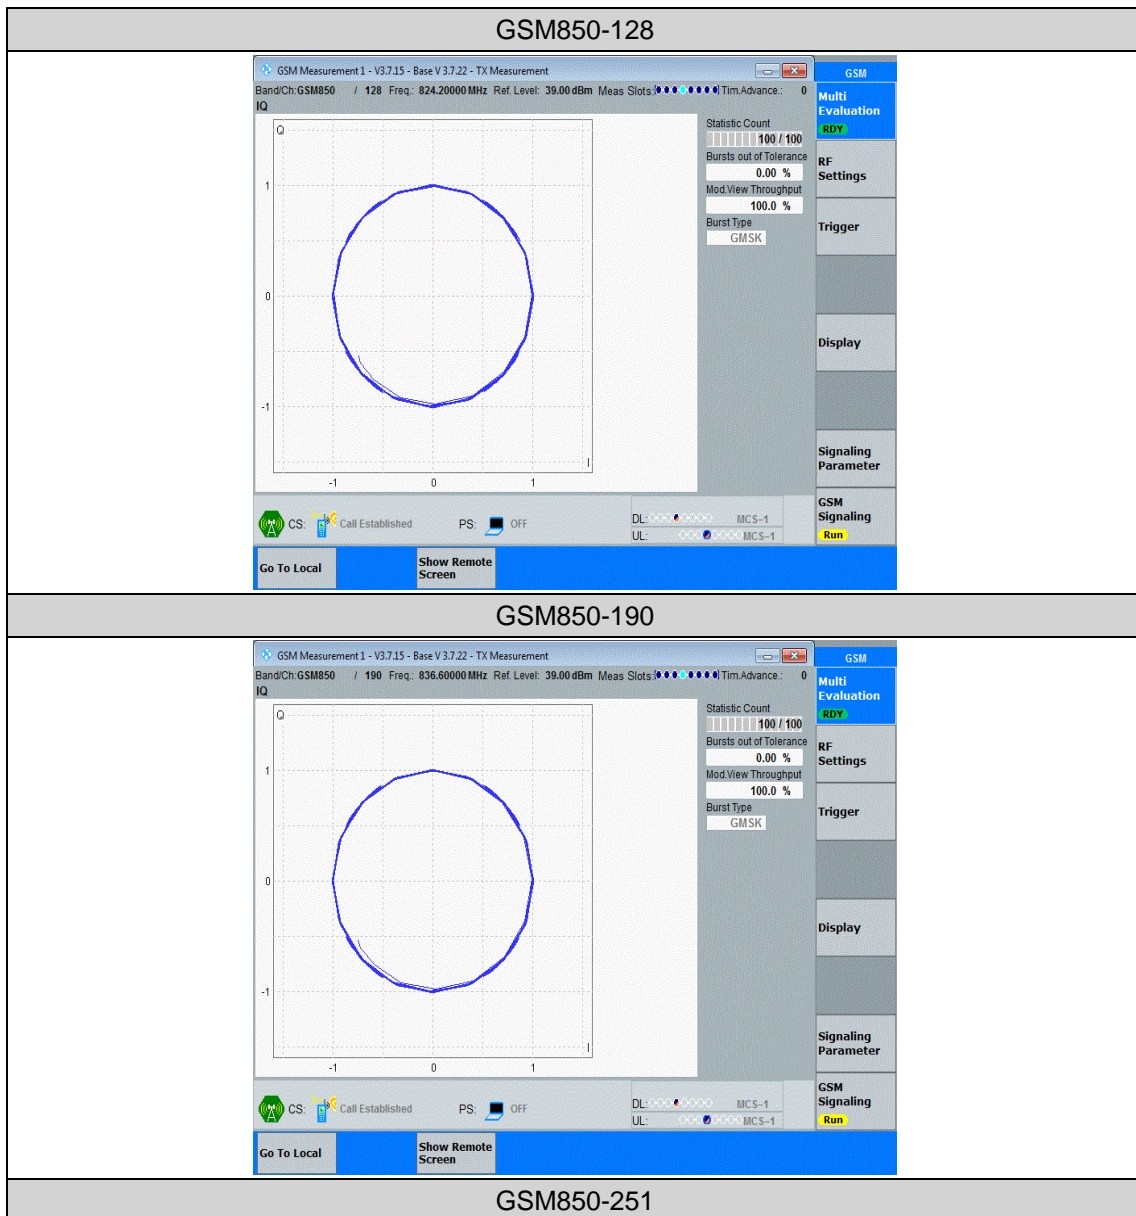 GSM850-128
GSM Measurement 1 - V3.7.15 - Base V 3.7.22 - TX Measurement
GSM
Band/Ch: GSM850 / 128 Freq.: 824.20000 MHz Ref. Level: 39.00 dBm Meas Slots: Tim.Advance.: 0
IQ
Multi Evaluation
RDY
Q
Statistic Count
100 / 100
Bursts out of Tolerance
0.00 %
Mod.View Throughput
100.0 %
Burst Type
GMSK
RF Settings
Trigger
Display
Signaling Parameter
GSM Signaling
Run
1
0
-1
I
-1 0 1
CS: Call Established PS: OFF
DL: MCS-1
UL: MCS-1
Go To Local
Show Remote Screen
GSM850-190
GSM Measurement 1 - V3.7.15 - Base V 3.7.22 - TX Measurement
GSM
Band/Ch: GSM850 / 190 Freq.: 836.60000 MHz Ref. Level: 39.00 dBm Meas Slots: Tim.Advance.: 0
IQ
Multi Evaluation
RDY
Q
Statistic Count
100 / 100
Bursts out of Tolerance
0.00 %
Mod.View Throughput
100.0 %
Burst Type
GMSK
RF Settings
Trigger
Display
Signaling Parameter
GSM Signaling
Run
1
0
-1
I
-1 0 1
CS: Call Established PS: OFF
DL: MCS-1
UL: MCS-1
Go To Local
Show Remote Screen
GSM850-251